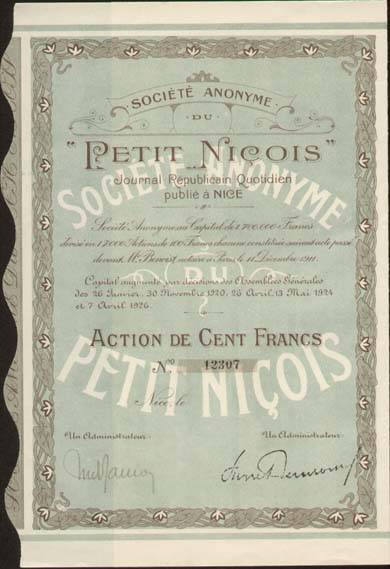 SOCIÉTÉ ANONYME
DU
"PETIT NIÇOIS"
Journal Républicain Quotidien
publié à NICE
Société Anonyme au Capital de 1.700.000 Francs
divisé en 17000 Actions de 100 Francs chacune constituée suivant acte passé
devant Me Benoist, notaire à Paris, le 11 Décembre 1911.
Capital augmenté par décisions des Assemblées Générales
des 26 Janvier, 30 Novembre 1920, 26 Avril, 13 Mai 1924
et 7 Avril 1926.
ACTION DE CENT FRANCS
No 12307
Nice, le
Un Administrateur:
Un Administrateur:
SOCIÉTÉ ANONYME
DU
PETIT NIÇOIS